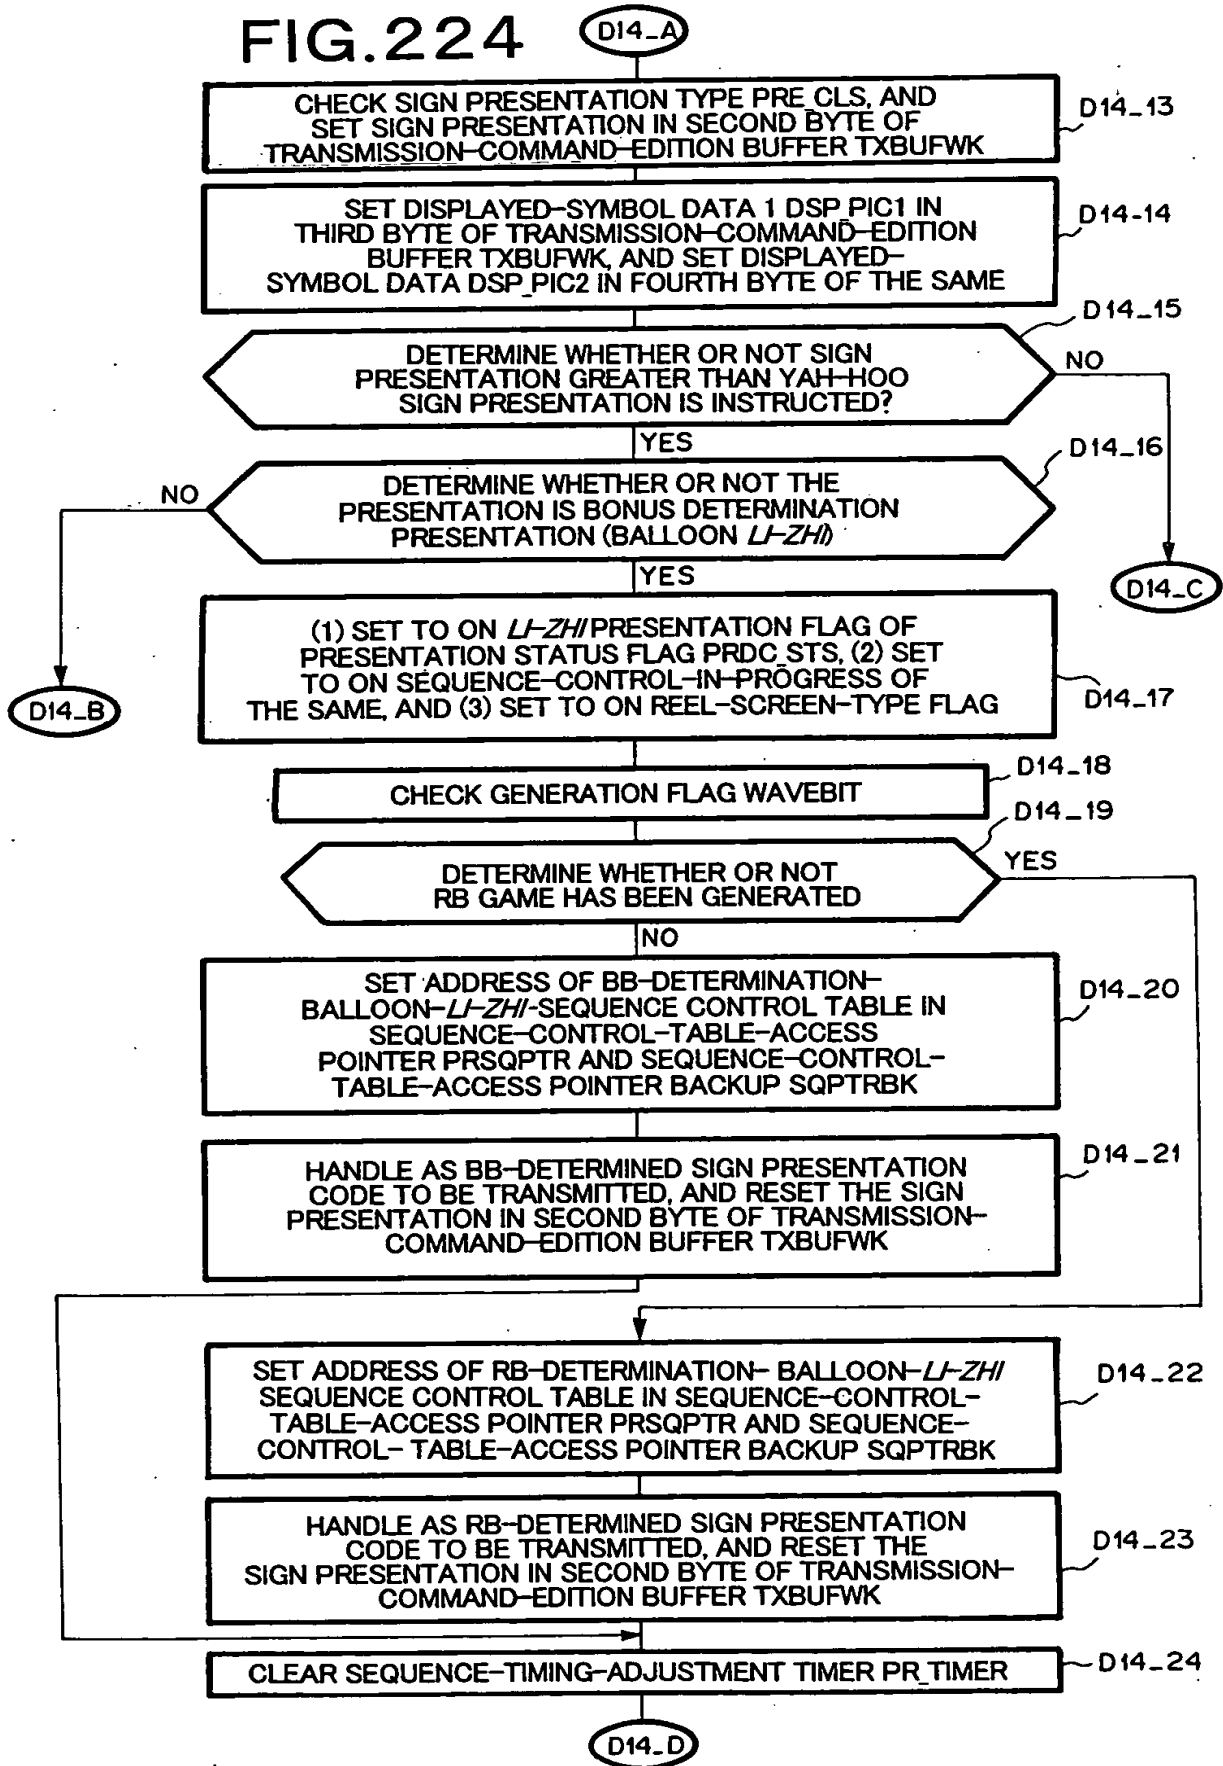 FIG.224
D14_A
CHECK SIGN PRESENTATION TYPE PRE_CLS, AND
SET SIGN PRESENTATION IN SECOND BYTE OF
TRANSMISSION-COMMAND-EDITION BUFFER TXBUFWK
D14_13
SET DISPLAYED-SYMBOL DATA 1 DSP_PIC1 IN
THIRD BYTE OF TRANSMISSION-COMMAND-EDITION
BUFFER TXBUFWK, AND SET DISPLAYED-
SYMBOL DATA DSP_PIC2 IN FOURTH BYTE OF THE SAME
D14-14
DETERMINE WHETHER OR NOT SIGN
PRESENTATION GREATER THAN YAH-HOO
SIGN PRESENTATION IS INSTRUCTED?
D14_15
NO
YES
D14_C
DETERMINE WHETHER OR NOT THE
PRESENTATION IS BONUS DETERMINATION
PRESENTATION (BALLOON LI-ZHI)
D14_16
NO
YES
D14_B
(1) SET TO ON LI-ZHI PRESENTATION FLAG OF
PRESENTATION STATUS FLAG PRDC_STS, (2) SET
TO ON SEQUENCE-CONTROL-IN-PROGRESS OF
THE SAME, AND (3) SET TO ON REEL-SCREEN-TYPE FLAG
D14_17
CHECK GENERATION FLAG WAVEBIT
D14_18
DETERMINE WHETHER OR NOT
RB GAME HAS BEEN GENERATED
D14_19
YES
NO
SET ADDRESS OF BB-DETERMINATION-
BALLOON-LI-ZHI-SEQUENCE CONTROL TABLE IN
SEQUENCE-CONTROL-TABLE-ACCESS
POINTER PRSQPTR AND SEQUENCE-CONTROL-
TABLE-ACCESS POINTER BACKUP SQPTRBK
D14_20
HANDLE AS BB-DETERMINED SIGN PRESENTATION
CODE TO BE TRANSMITTED, AND RESET THE SIGN
PRESENTATION IN SECOND BYTE OF TRANSMISSION-
COMMAND-EDITION BUFFER TXBUFWK
D14_21
SET ADDRESS OF RB-DETERMINATION- BALLOON-LI-ZHI
SEQUENCE CONTROL TABLE IN SEQUENCE-CONTROL-
TABLE-ACCESS POINTER PRSQPTR AND SEQUENCE-
CONTROL- TABLE-ACCESS POINTER BACKUP SQPTRBK
D14_22
HANDLE AS RB-DETERMINED SIGN PRESENTATION
CODE TO BE TRANSMITTED, AND RESET THE
SIGN PRESENTATION IN SECOND BYTE OF TRANSMISSION-
COMMAND-EDITION BUFFER TXBUFWK
D14_23
CLEAR SEQUENCE-TIMING-ADJUSTMENT TIMER PR_TIMER
D14_24
D14_D